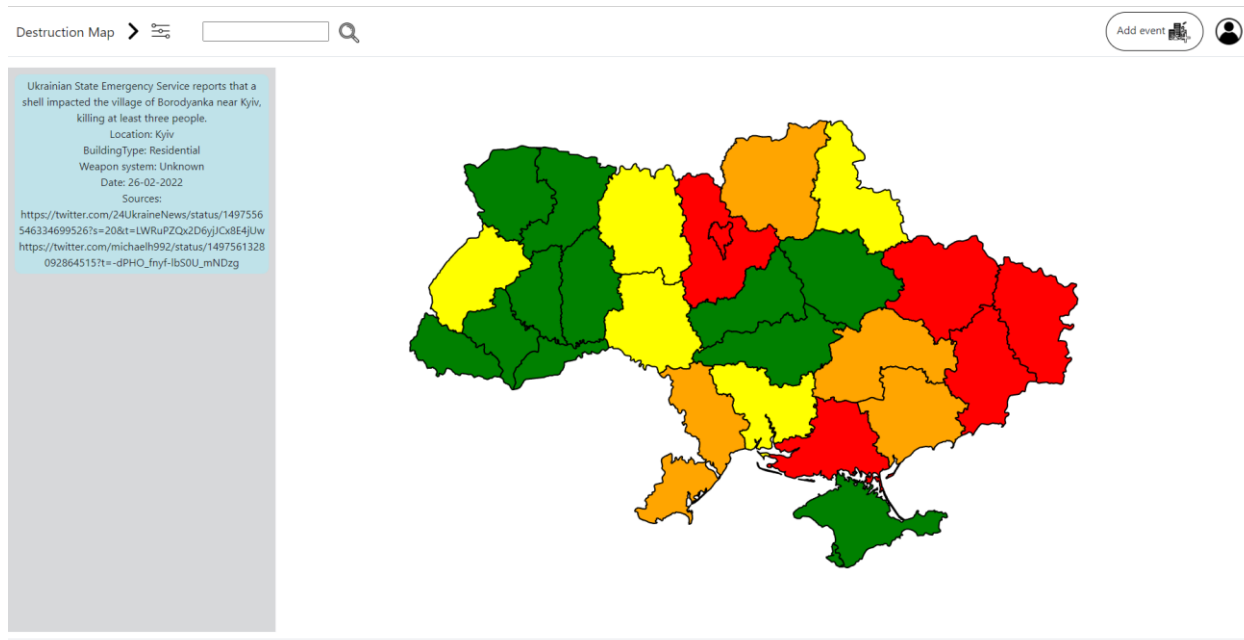 Destruction Map
Add event
Ukrainian State Emergency Service reports that a
shell impacted the village of Borodyanka near Kyiv,
killing at least three people.
Location: Kyiv
BuildingType: Residential
Weapon system: Unknown
Date: 26-02-2022
Sources:
https://twitter.com/24UkraineNews/status/1497556
546334699526?s=20&t=LWRuPZQx2D6yjJCx8E4jUw
https://twitter.com/michaelh992/status/1497561328
092864515?t=-dPHO_fnyf-lbS0U_mNDzg